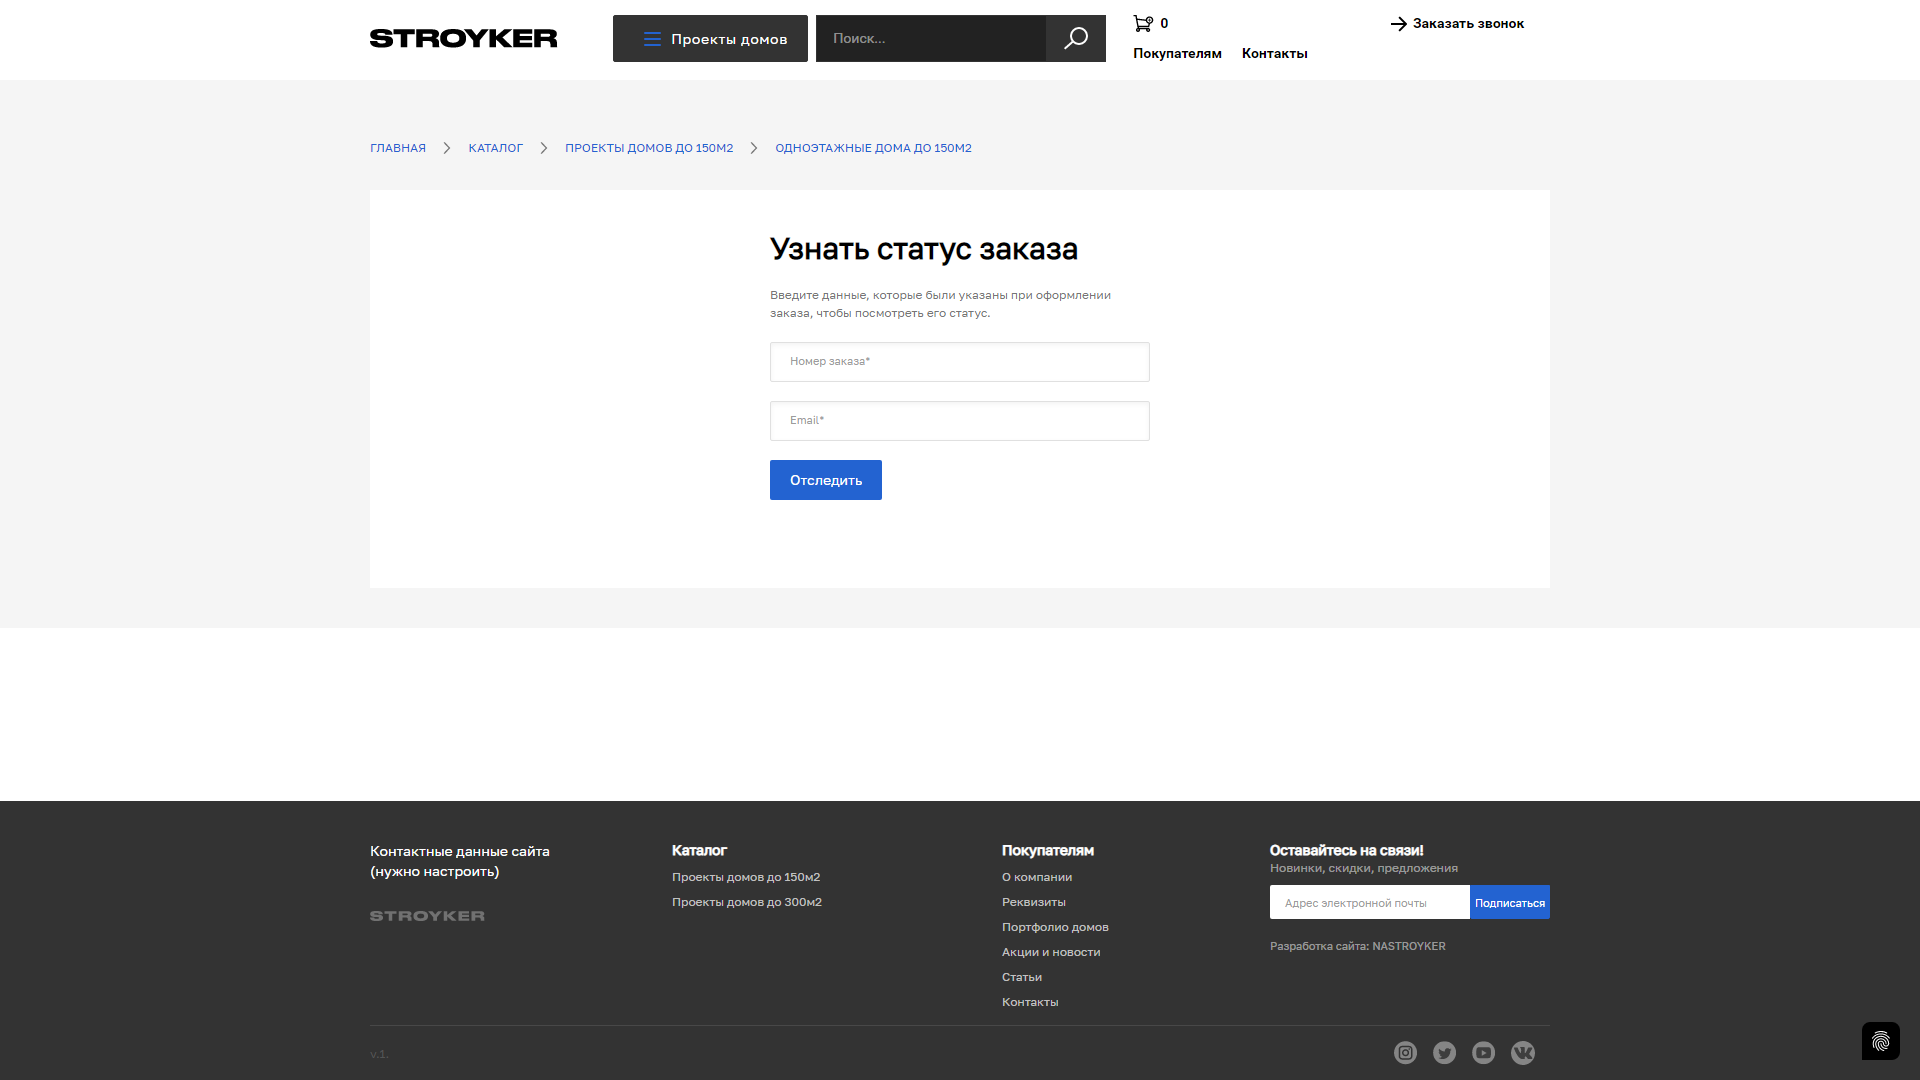 STROYKER
Проекты домов
Поиск...
0
Заказать звонок
Покупателям
Контакты
ГЛАВНАЯ
КАТАЛОГ
ПРОЕКТЫ ДОМОВ ДО 150М2
ОДНОЭТАЖНЫЕ ДОМА ДО 150М2
Узнать статус заказа
Введите данные, которые были указаны при оформлении
заказа, чтобы посмотреть его статус.
Номер заказа*
Email*
Отследить
Контактные данные сайта
(нужно настроить)
STROYKER
Каталог
Проекты домов до 150м2
Проекты домов до 300м2
Покупателям
О компании
Реквизиты
Портфолио домов
Акции и новости
Статьи
Контакты
Оставайтесь на связи!
Новинки, скидки, предложения
Адрес электронной почты
Подписаться
Разработка сайта: NASTROYKER
v.1.